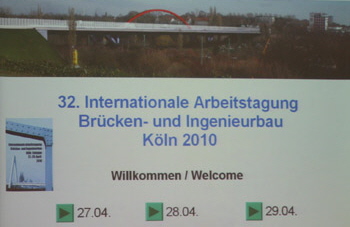 32. Internationale Arbeitstagung
Brücken- und Ingenieurbau
Köln 2010
Willkommen / Welcome
27.04.
28.04.
29.04.